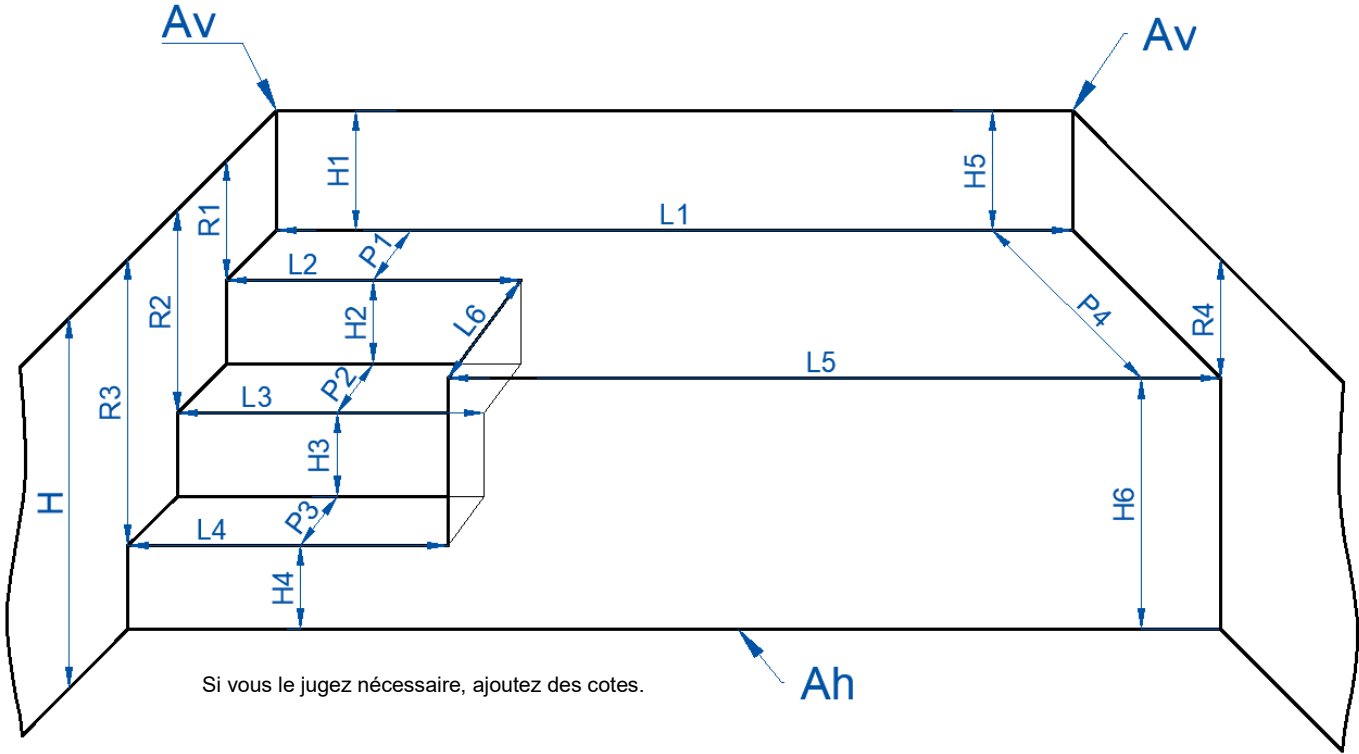 Av
Av
H1
H5
R1
L1
P1
L2
R2
H2
L6
P4
R4
R3
P2
L5
L3
H
H3
H6
P3
L4
H4
Si vous le jugez nécessaire, ajoutez des cotes.
Ah